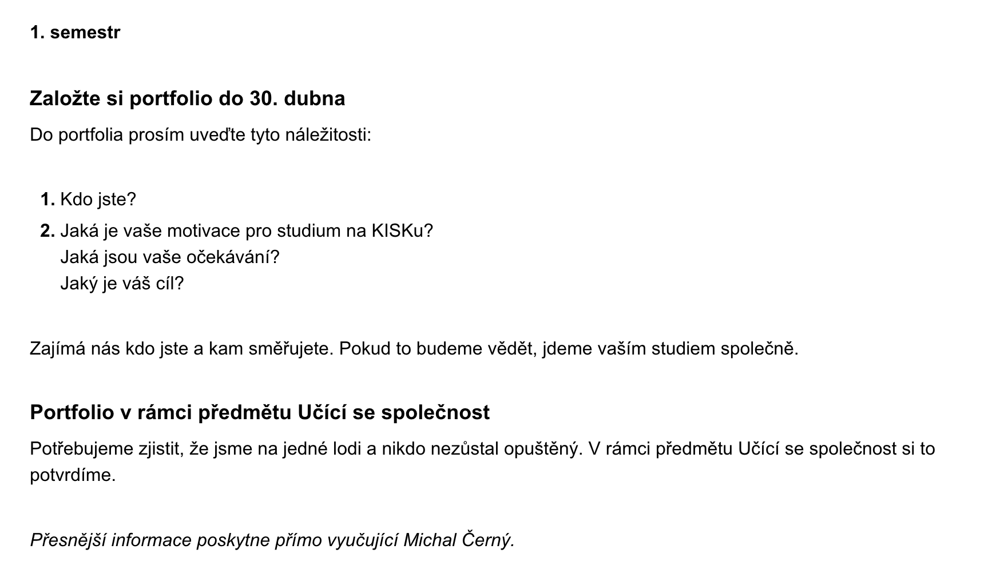 1. semestr
Založte si portfolio do 30. dubna
Do portfolia prosím uveďte tyto náležitosti:
1. Kdo jste?
2. Jaká je vaše motivace pro studium na KISKu?
Jaká jsou vaše očekávání?
Jaký je váš cíl?
Zajímá nás kdo jste a kam směřujete. Pokud to budeme vědět, jdeme vaším studiem společně.
Portfolio v rámci předmětu Učící se společnost
Potřebujeme zjistit, že jsme na jedné lodi a nikdo nezůstal opuštěný. V rámci předmětu Učící se společnost si to
potvrdíme.
Přesnější informace poskytne přímo vyučující Michal Černý.